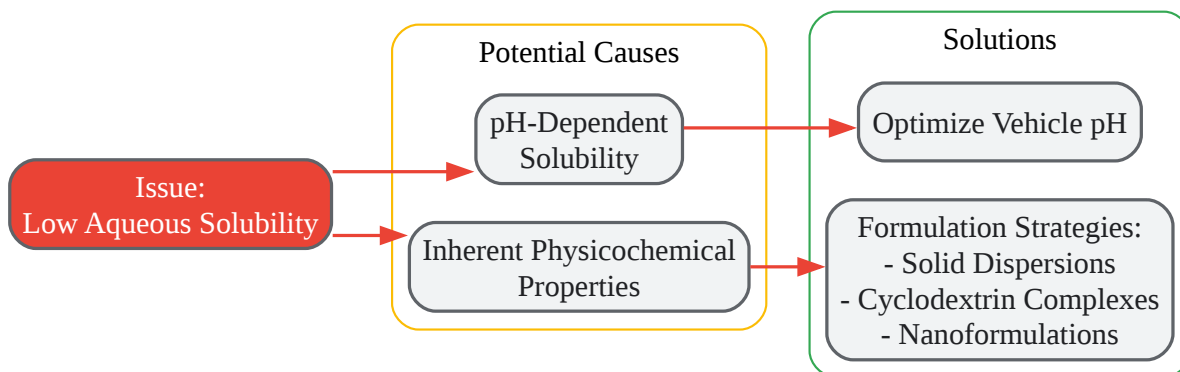 Issue:
Low Aqueous Solubility
Potential Causes
pH-Dependent
Solubility
Inherent Physicochemical
Properties
Solutions
Optimize Vehicle pH
Formulation Strategies:
- Solid Dispersions
- Cyclodextrin Complexes
- Nanoformulations